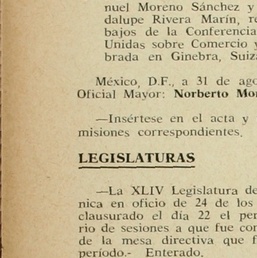 nuel Moreno Sánchez y
dalupe Rivera Marín, re
bajos de la Conferencia
Unidas sobre Comercio y
brada en Ginebra, Suiz
México, D.F., a 31 de ago
Oficial Mayor: Norberto Mo
—Insértese en el acta y
misiones correspondientes.
LEGISLATURAS
—La XLIV Legislatura de
nica en oficio de 24 de los
clausurado el día 22 el per
rio de sesiones a que fue con
de la mesa directiva que f
período.- Enterado.